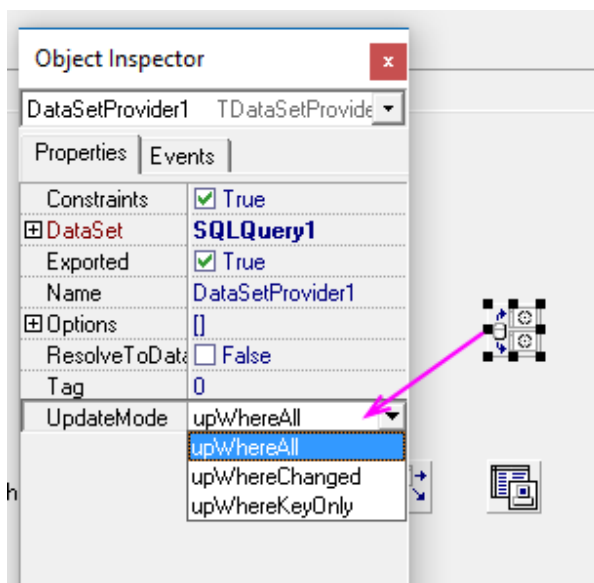 Object Inspector
x
DataSetProvider1 TDataSetProvide
Properties Events
Constraints True
DataSet SQLQuery1
Exported True
Name DataSetProvider1
Options []
ResolveToData False
Tag 0
UpdateMode upWhereAll
upWhereAll
upWhereChanged
upWhereKeyOnly
h